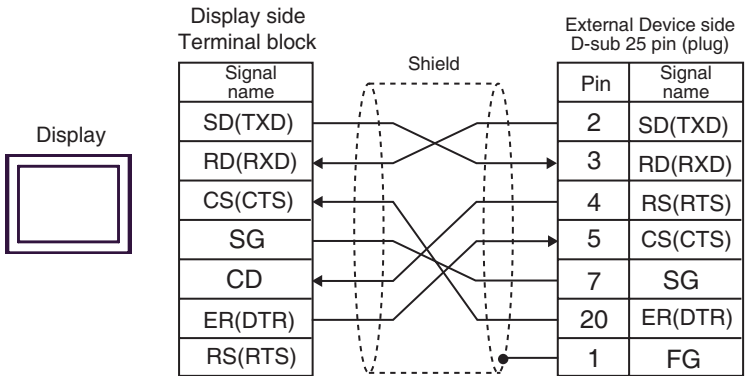 Display side
Terminal block
External Device side
D-sub 25 pin (plug)
Shield
Signal
name
Pin
Signal
name
Display
SD(TXD)
2
SD(TXD)
RD(RXD)
3
RD(RXD)
CS(CTS)
4
RS(RTS)
SG
5
CS(CTS)
CD
7
SG
ER(DTR)
20
ER(DTR)
RS(RTS)
1
FG